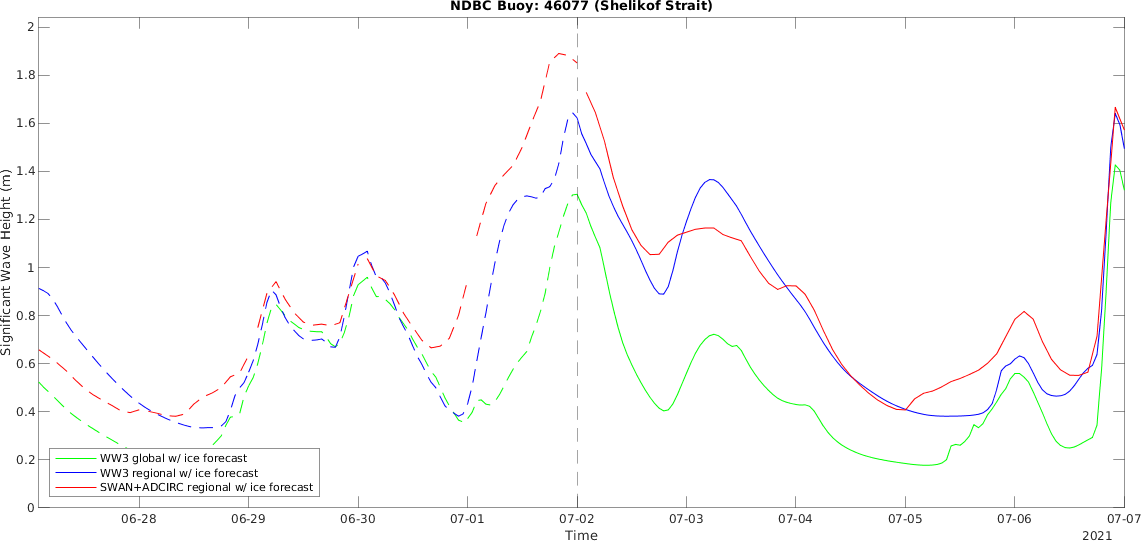 NDBC Buoy: 46077 (Shelikof Strait)
2
1.8
1.6
1.4
1.2
1
0.8
0.6
0.4
0.2
0
Significant Wave Height (m)
WW3 global w/ ice forecast
WW3 regional w/ ice forecast
SWAN+ADCIRC regional w/ ice forecast
06-28 06-29 06-30 07-01 07-02 07-03 07-04 07-05 07-06 07-07
Time
2021